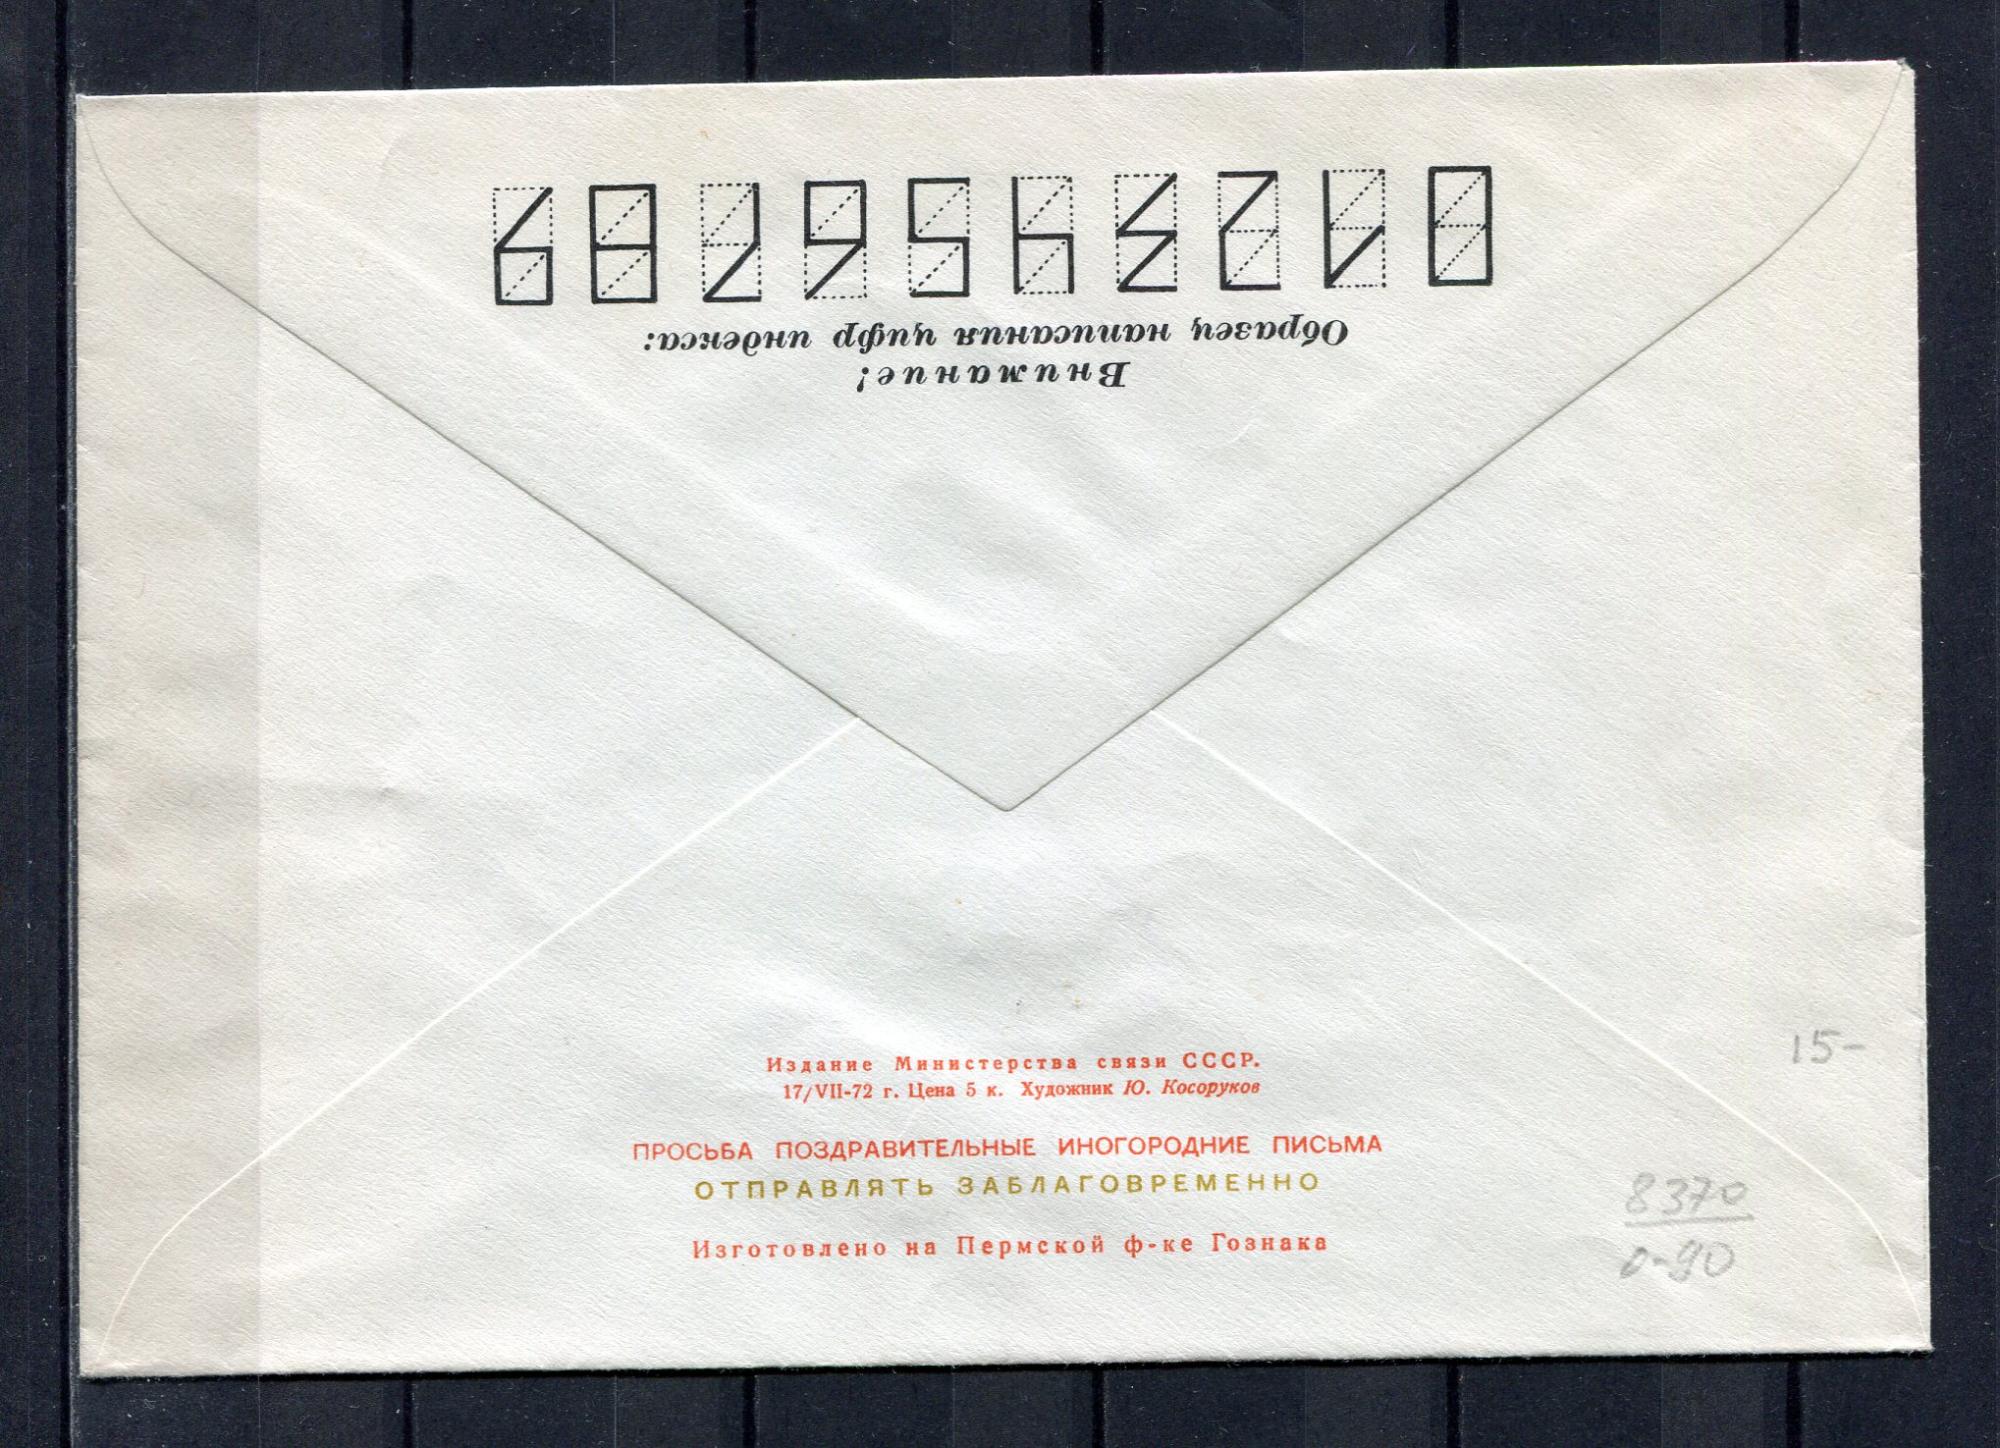 Внимание!
Образец написания цифр индекса:
0123456789
Издание Министерства связи СССР.
17/VII-72 г. Цена 5 к. Художник Ю. Косоруков
ПРОСЬБА ПОЗДРАВИТЕЛЬНЫЕ ИНОГОРОДНИЕ ПИСЬМА
ОТПРАВЛЯТЬ ЗАБЛАГОВРЕМЕННО
Изготовлено на Пермской ф-ке Гознака
15-
8370
0-90